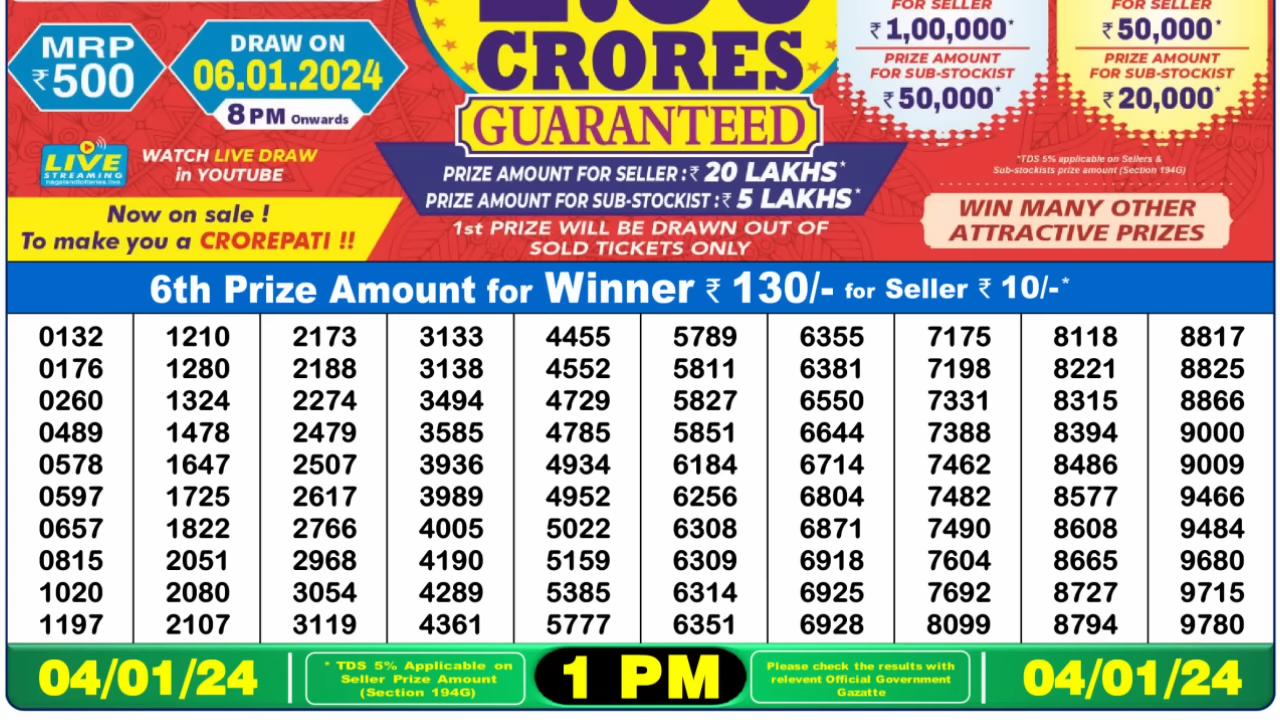 MRP
₹500
DRAW ON
06.01.2024
8 PM Onwards
LIVE
STREAMING
nagalandlotteries.live
WATCH LIVE DRAW
in YOUTUBE
Now on sale !
To make you a CROREPATI !!
CRORES
GUARANTEED
PRIZE AMOUNT FOR SELLER : ₹ 20 LAKHS*
PRIZE AMOUNT FOR SUB-STOCKIST : ₹ 5 LAKHS*
1st PRIZE WILL BE DRAWN OUT OF
SOLD TICKETS ONLY
FOR SELLER
₹ 1,00,000*
PRIZE AMOUNT
FOR SUB-STOCKIST
₹ 50,000*
FOR SELLER
₹ 50,000*
PRIZE AMOUNT
FOR SUB-STOCKIST
₹ 20,000*
*TDS 5% applicable on Sellers &
Sub-stockists prize amount (Section 194G)
WIN MANY OTHER
ATTRACTIVE PRIZES
6th Prize Amount for Winner ₹ 130/- for Seller ₹ 10/-*
0132 1210 2173 3133 4455 5789 6355 7175 8118 8817
0176 1280 2188 3138 4552 5811 6381 7198 8221 8825
0260 1324 2274 3494 4729 5827 6550 7331 8315 8866
0489 1478 2479 3585 4785 5851 6644 7388 8394 9000
0578 1647 2507 3936 4934 6184 6714 7462 8486 9009
0597 1725 2617 3989 4952 6256 6804 7482 8577 9466
0657 1822 2766 4005 5022 6308 6871 7490 8608 9484
0815 2051 2968 4190 5159 6309 6918 7604 8665 9680
1020 2080 3054 4289 5385 6314 6925 7692 8727 9715
1197 2107 3119 4361 5777 6351 6928 8099 8794 9780
04/01/24
* TDS 5% Applicable on
Seller Prize Amount
(Section 194G)
1 PM
Please check the results with
relevent Official Government
Gazatte
04/01/24